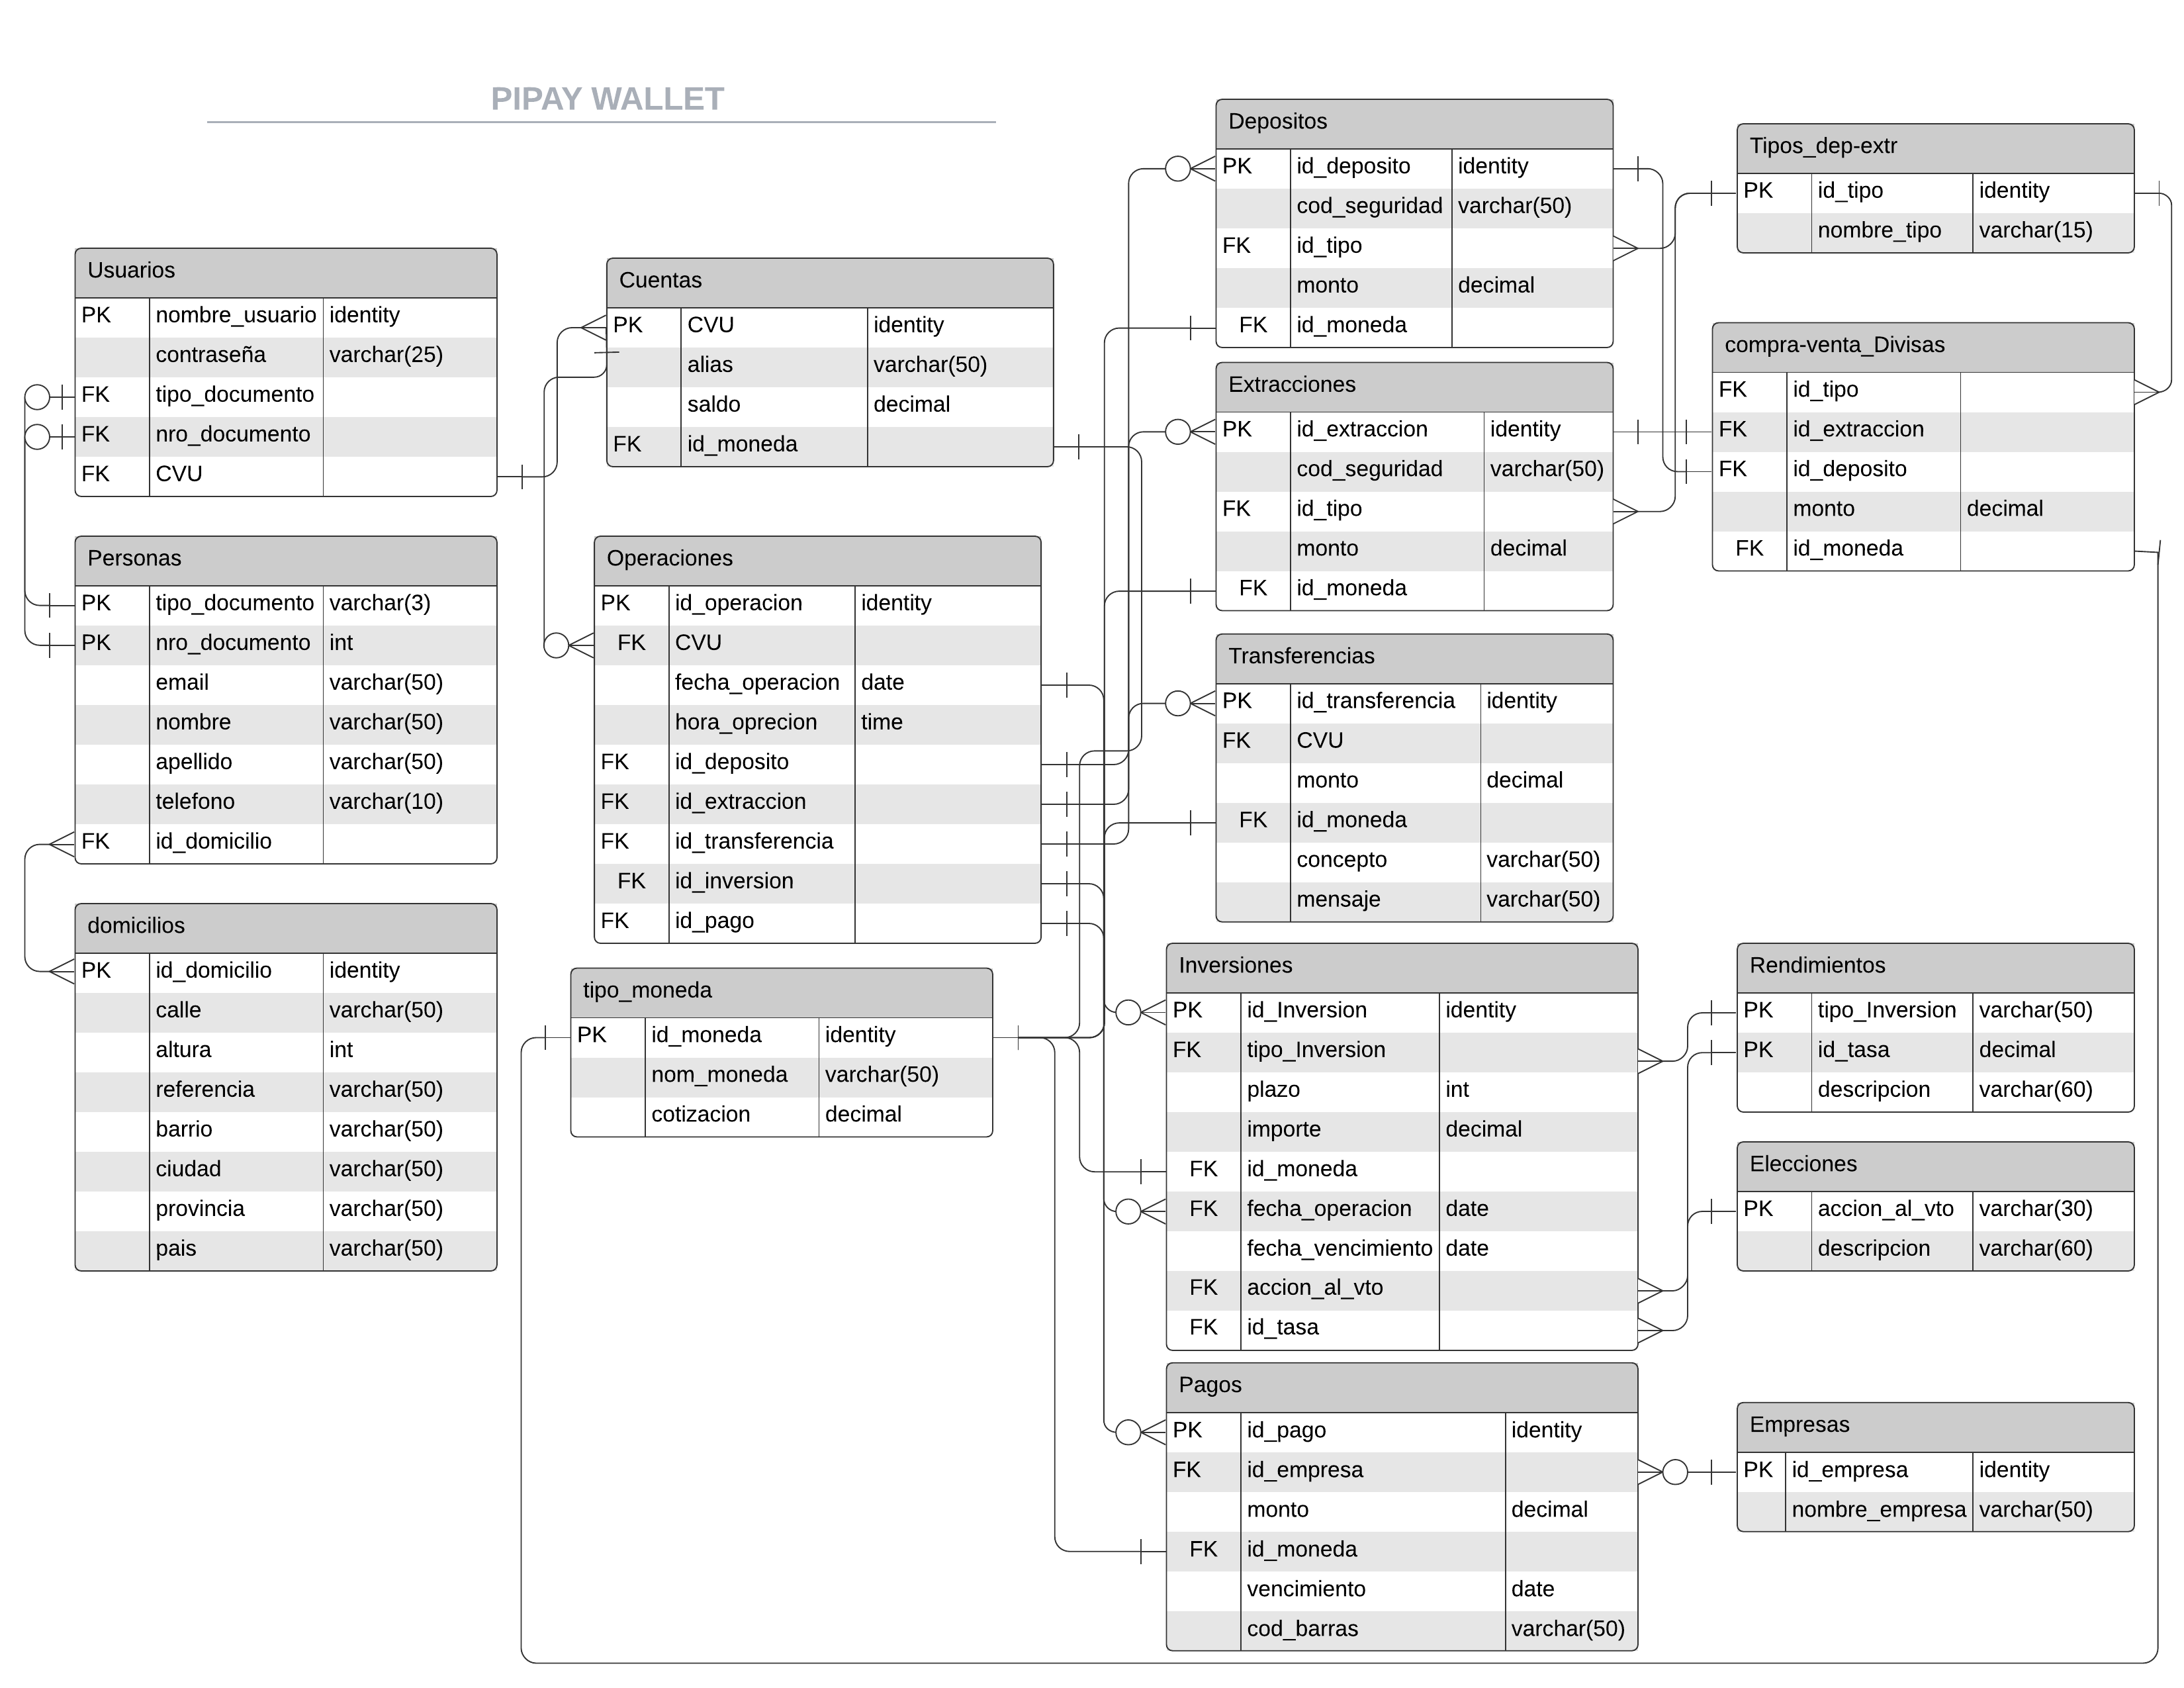 PIPAY WALLET
Usuarios
PK nombre_usuario identity
contraseña varchar(25)
FK tipo_documento
FK nro_documento
FK CVU
Personas
PK tipo_documento varchar(3)
PK nro_documento int
email varchar(50)
nombre varchar(50)
apellido varchar(50)
telefono varchar(10)
FK id_domicilio
domicilios
PK id_domicilio identity
calle varchar(50)
altura int
referencia varchar(50)
barrio varchar(50)
ciudad varchar(50)
provincia varchar(50)
pais varchar(50)
Cuentas
PK CVU identity
alias varchar(50)
saldo decimal
FK id_moneda
Operaciones
PK id_operacion identity
FK CVU
fecha_operacion date
hora_oprecion time
FK id_deposito
FK id_extraccion
FK id_transferencia
FK id_inversion
FK id_pago
tipo_moneda
PK id_moneda identity
nom_moneda varchar(50)
cotizacion decimal
Depositos
PK id_deposito identity
cod_seguridad varchar(50)
FK id_tipo
monto decimal
FK id_moneda
Extracciones
PK id_extraccion identity
cod_seguridad varchar(50)
FK id_tipo
monto decimal
FK id_moneda
Transferencias
PK id_transferencia identity
FK CVU
monto decimal
FK id_moneda
concepto varchar(50)
mensaje varchar(50)
Inversiones
PK id_Inversion identity
FK tipo_Inversion
plazo int
importe decimal
FK id_moneda
FK fecha_operacion date
fecha_vencimiento date
FK accion_al_vto
FK id_tasa
Pagos
PK id_pago identity
FK id_empresa
monto decimal
FK id_moneda
vencimiento date
cod_barras varchar(50)
Tipos_dep-extr
PK id_tipo identity
nombre_tipo varchar(15)
compra-venta_Divisas
FK id_tipo
FK id_extraccion
FK id_deposito
monto decimal
FK id_moneda
Rendimientos
PK tipo_Inversion varchar(50)
PK id_tasa decimal
descripcion varchar(60)
Elecciones
PK accion_al_vto varchar(30)
descripcion varchar(60)
Empresas
PK id_empresa identity
nombre_empresa varchar(50)